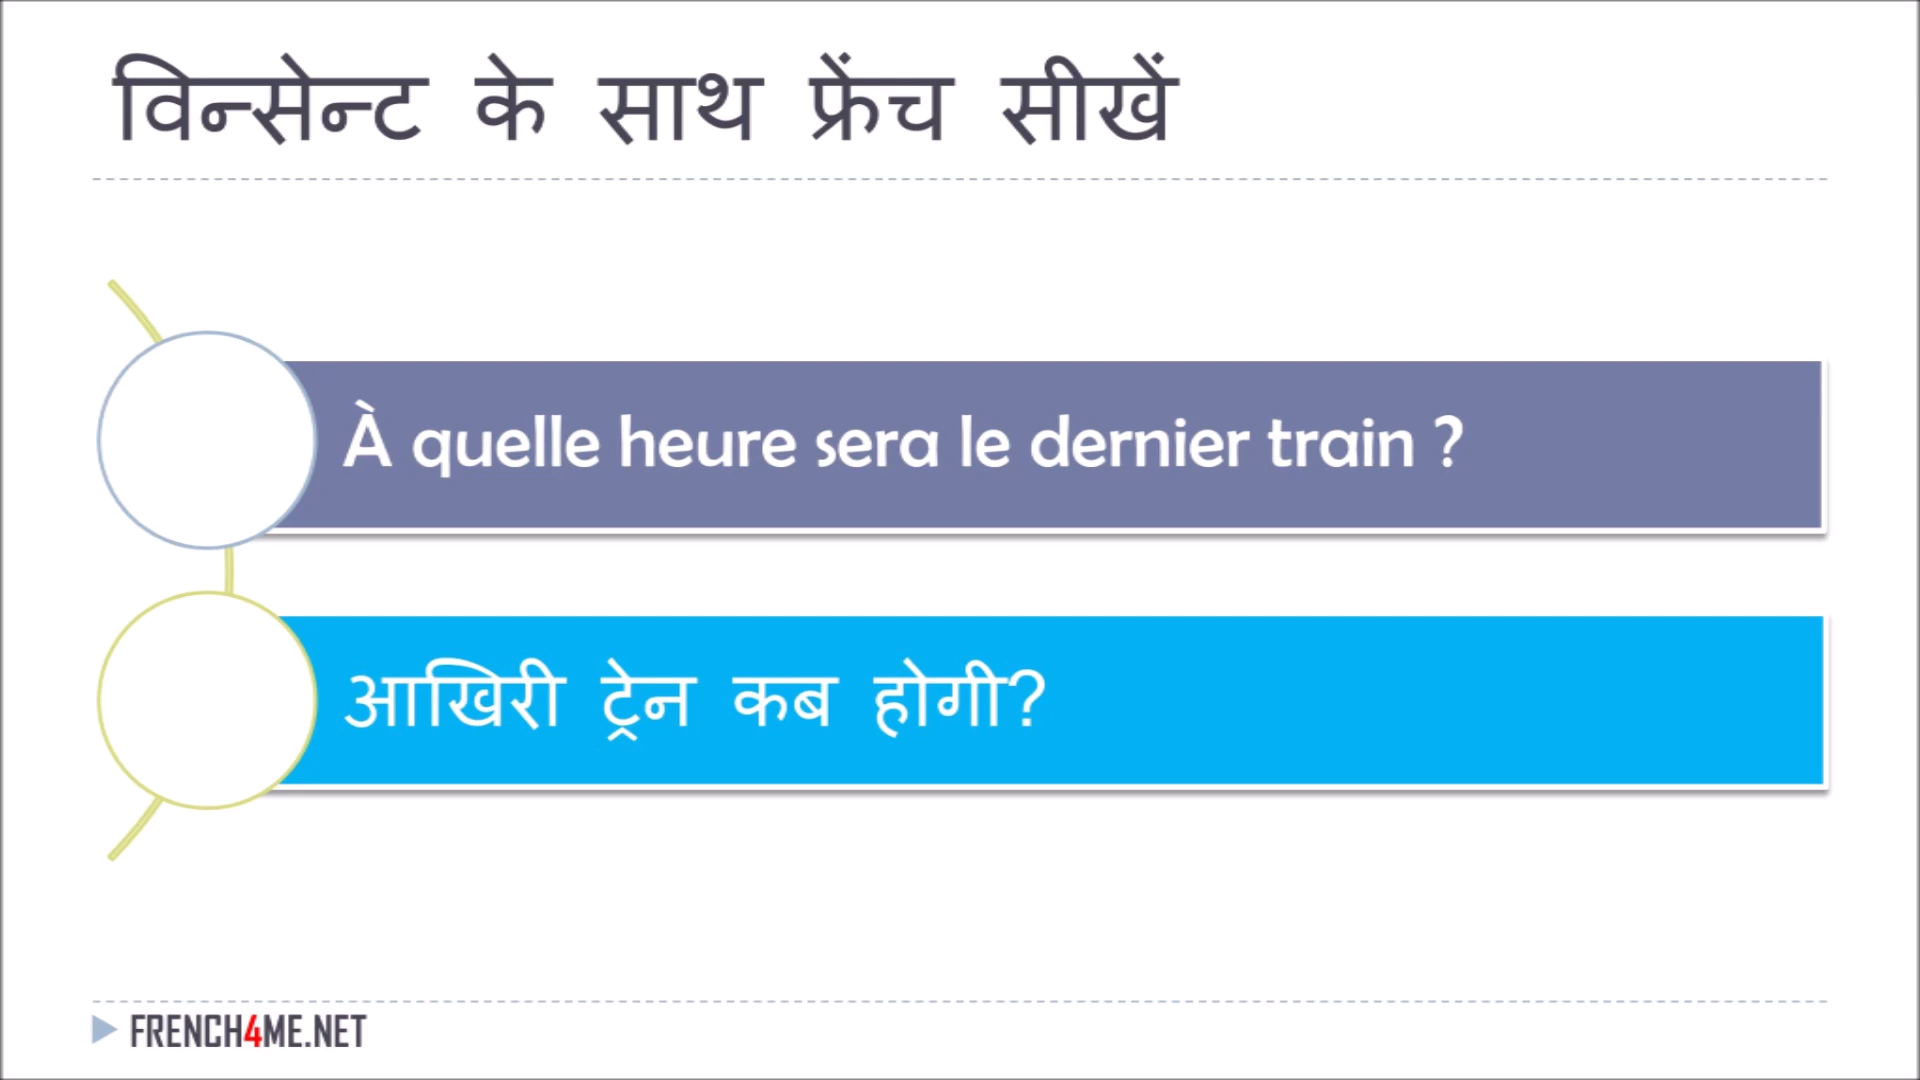 विन्सेन्ट के साथ फ्रेंच सीखें
À quelle heure sera le dernier train ?
आखिरी ट्रेन कब होगी?
FRENCH4ME.NET